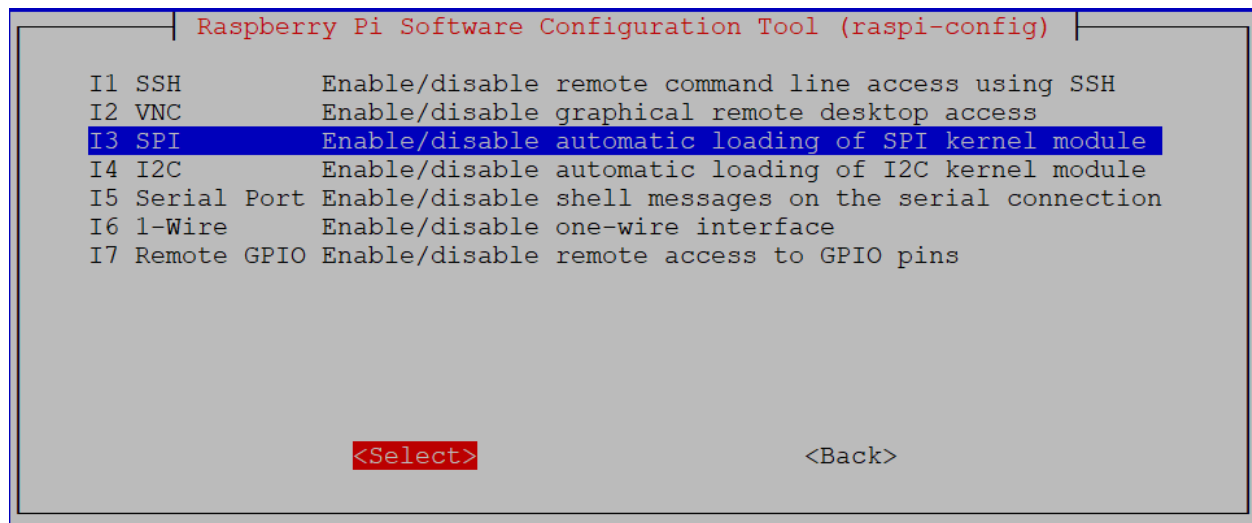 Raspberry Pi Software Configuration Tool (raspi-config)
I1 SSH Enable/disable remote command line access using SSH
I2 VNC Enable/disable graphical remote desktop access
I3 SPI Enable/disable automatic loading of SPI kernel module
I4 I2C Enable/disable automatic loading of I2C kernel module
I5 Serial Port Enable/disable shell messages on the serial connection
I6 1-Wire Enable/disable one-wire interface
I7 Remote GPIO Enable/disable remote access to GPIO pins
<Select> <Back>